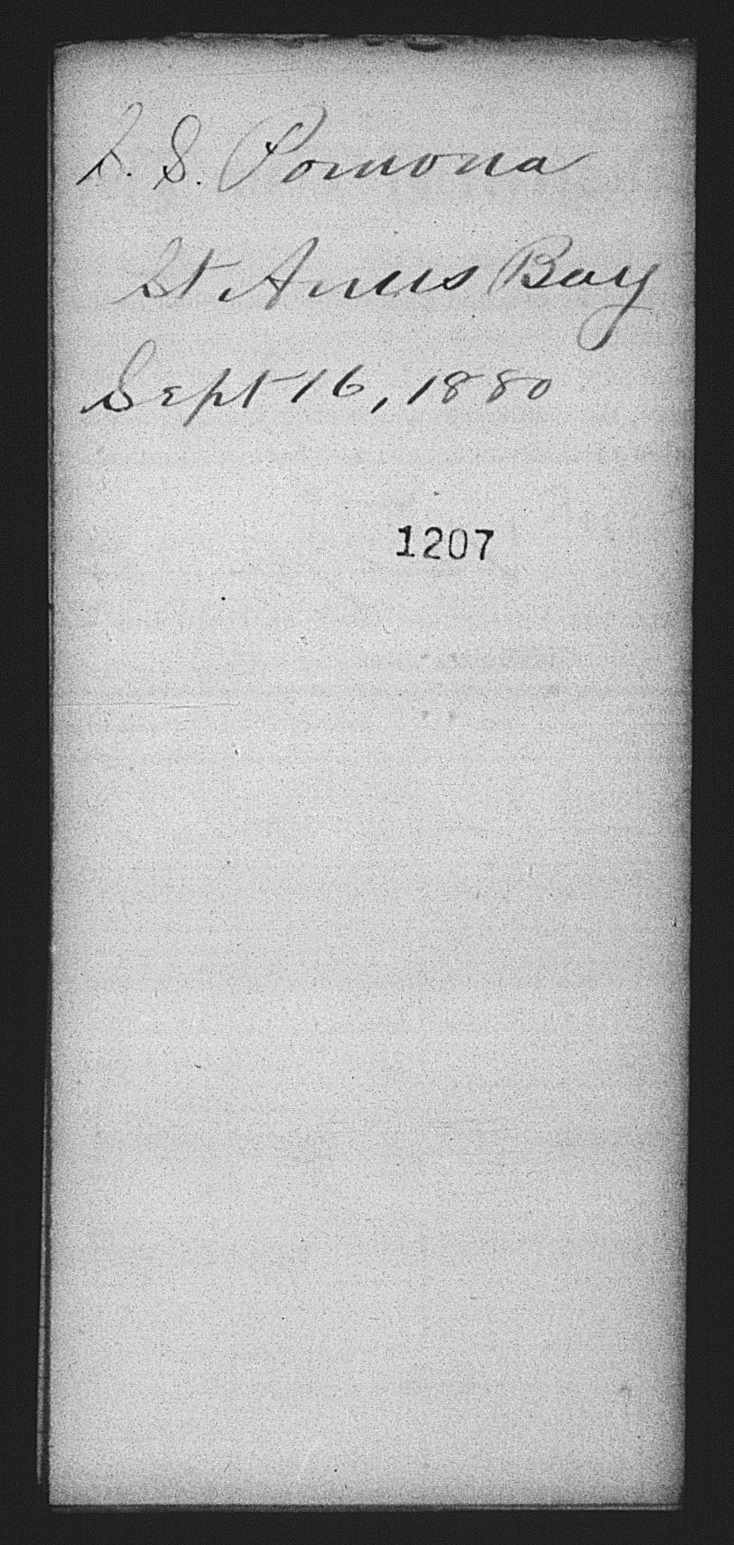 S. S. Pomona
St Anns Bay
Sept 16, 1880
1207